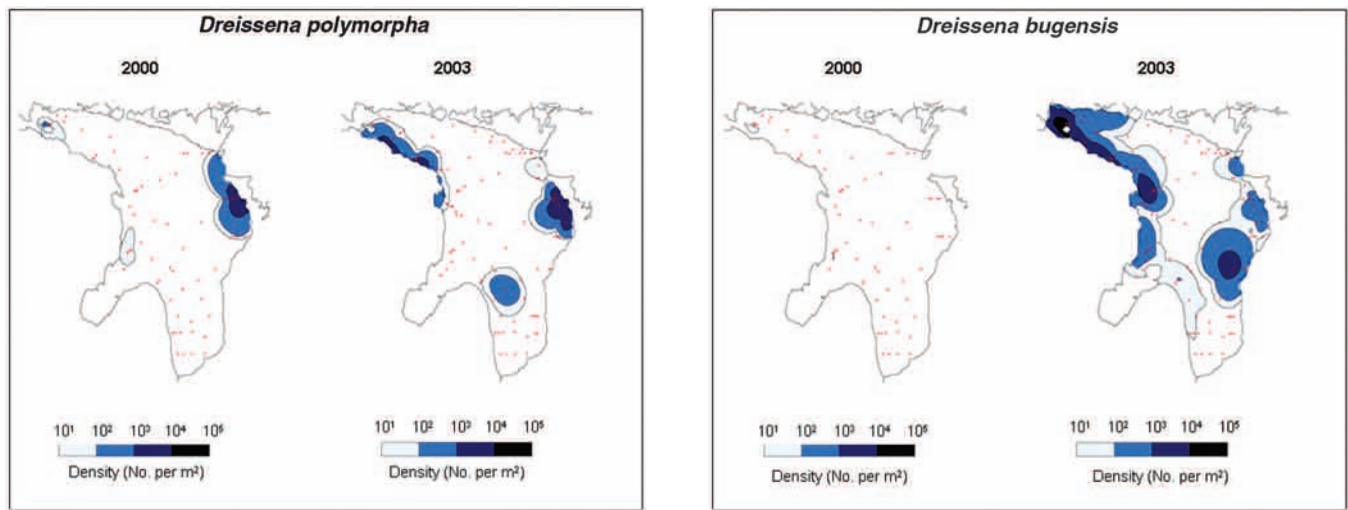 Dreissena polymorpha
2000 2003
10¹ 10² 10³ 10⁴ 10⁵
Density (No. per m²)
10¹ 10² 10³ 10⁴ 10⁵
Density (No. per m²)
Dreissena bugensis
2000 2003
10¹ 10² 10³ 10⁴ 10⁵
Density (No. per m²)
10¹ 10² 10³ 10⁴ 10⁵
Density (No. per m²)